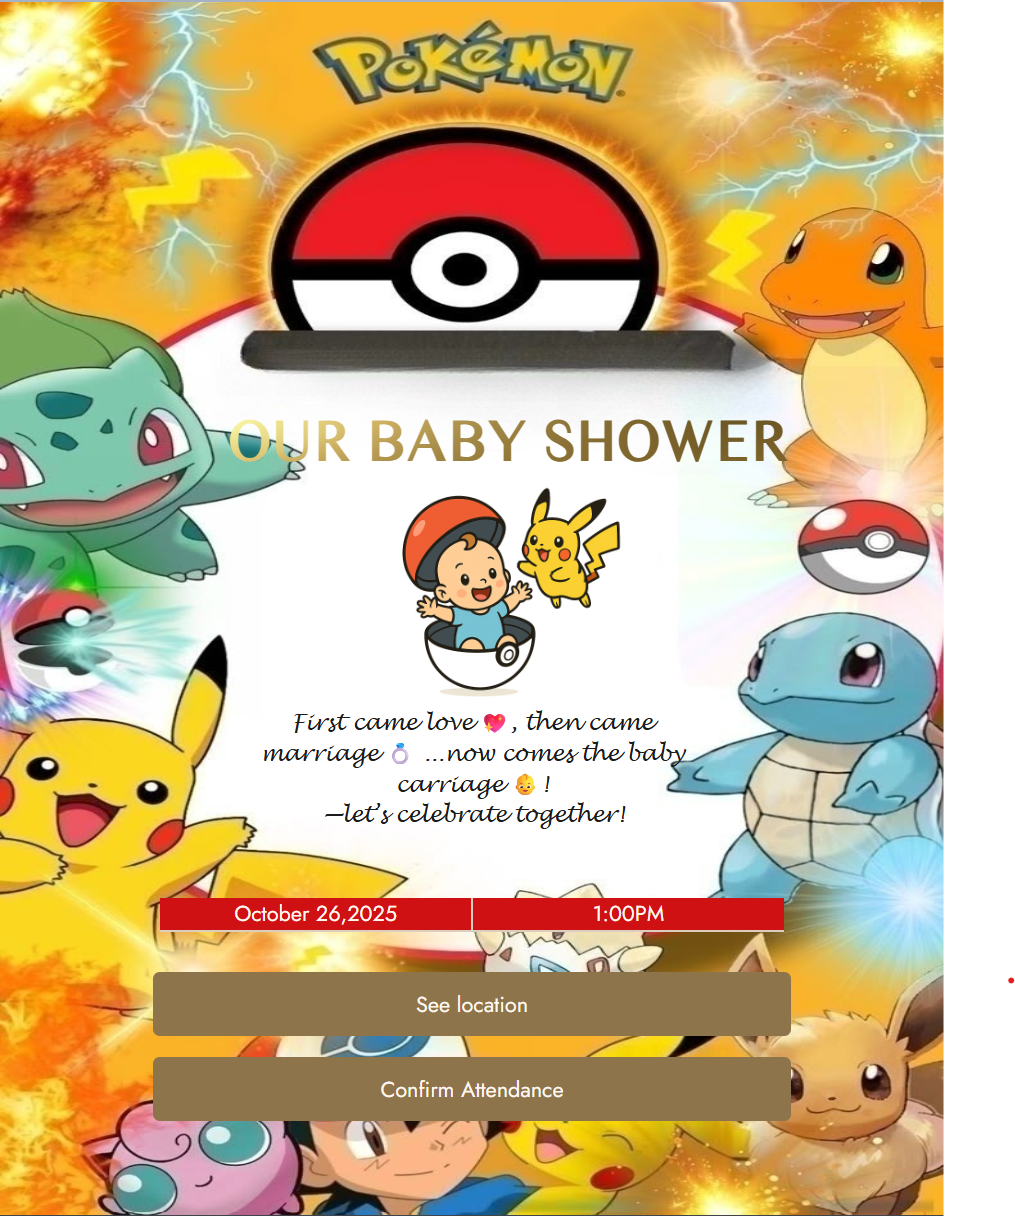 POKéMON
OUR BABY SHOWER
First came love 💖 , then came
marriage 💍 ...now comes the baby
carriage 👶 !
—let’s celebrate together!
October 26,2025
1:00PM
See location
Confirm Attendance